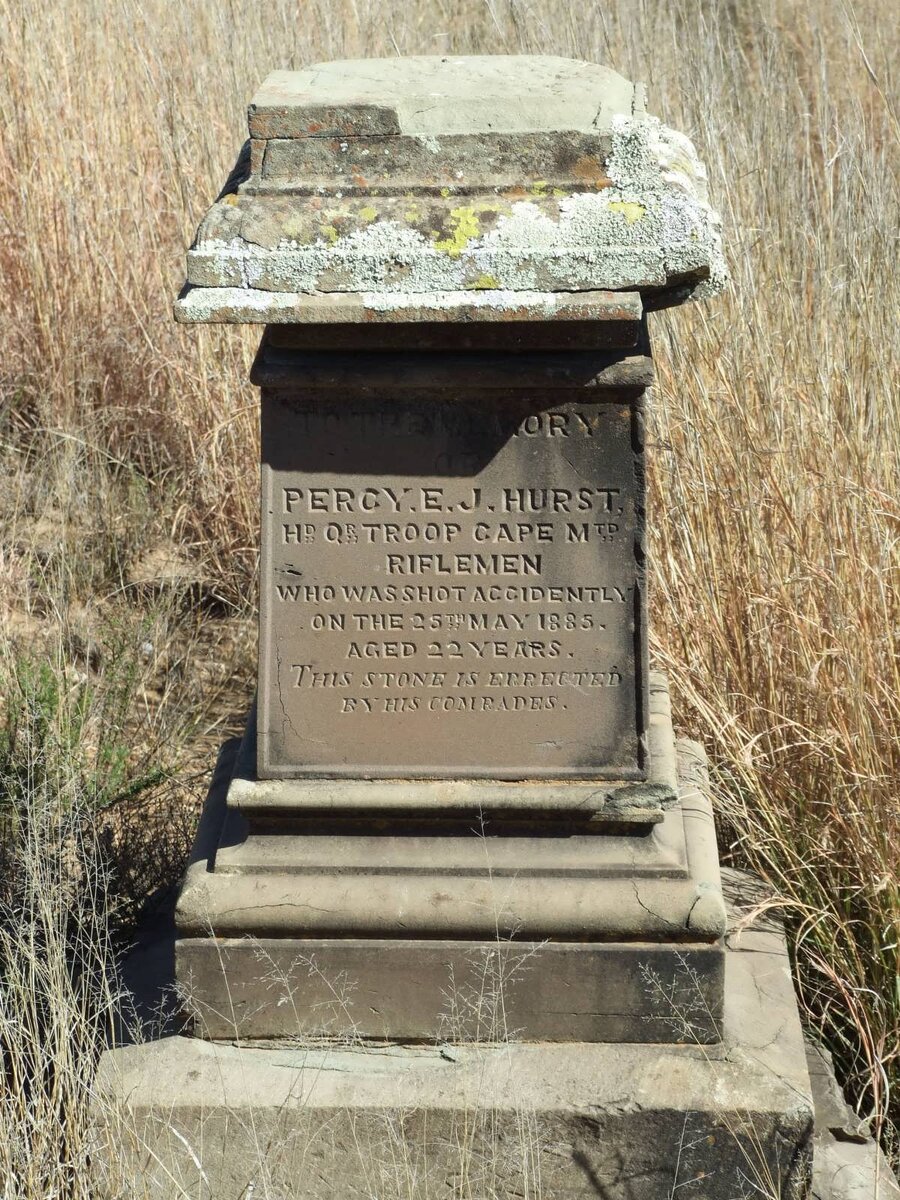 TO THE MEMORY
OF
PERCY.E.J.HURST,
HD QRS TROOP CAPE MTD
RIFLEMEN
WHO WAS SHOT ACCIDENTLY
ON THE 25TH MAY 1885.
AGED 22 YEARS.
THIS STONE IS ERRECTED
BY HIS COMRADES.